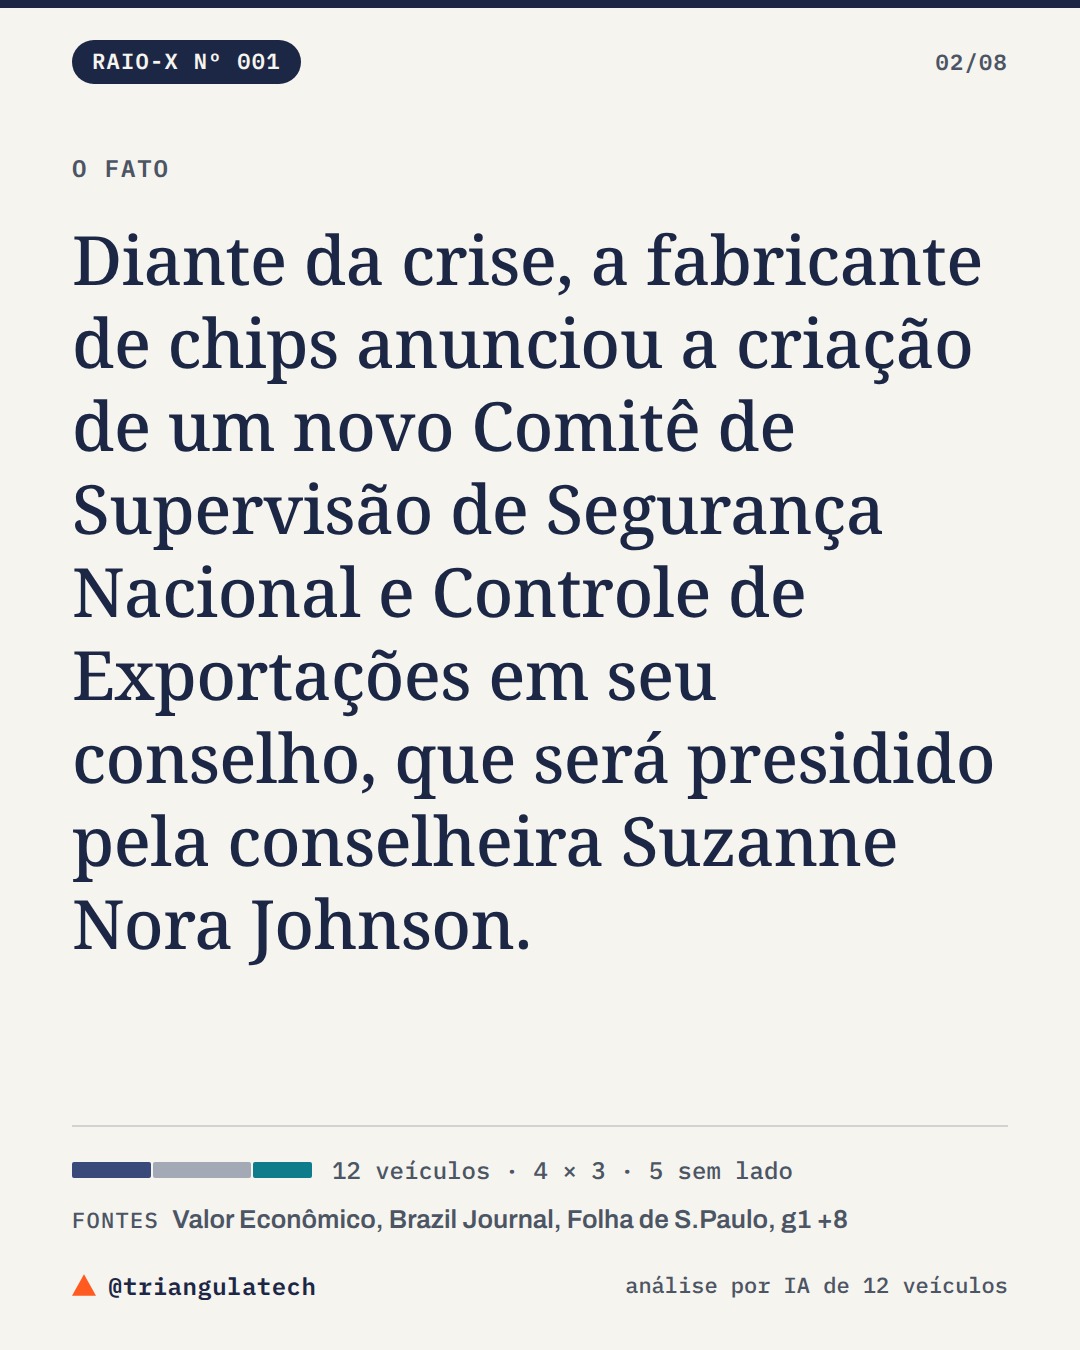 RAIO-X Nº 001
02/08
O FATO
Diante da crise, a fabricante
de chips anunciou a criação
de um novo Comitê de
Supervisão de Segurança
Nacional e Controle de
Exportações em seu
conselho, que será presidido
pela conselheira Suzanne
Nora Johnson.
12 veículos · 4 × 3 · 5 sem lado
FONTES Valor Econômico, Brazil Journal, Folha de S.Paulo, g1 +8
@triangulatech
análise por IA de 12 veículos